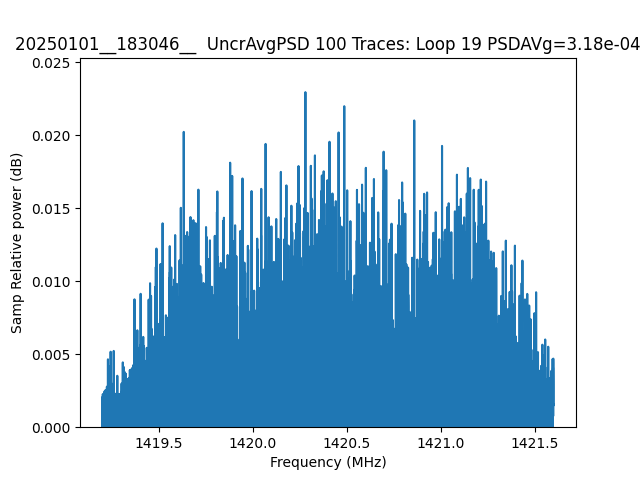 20250101__183046__  UncrAvgPSD 100 Traces: Loop 19 PSDAVg=3.18e-04
0.025
0.020
0.015
0.010
0.005
0.000
Samp Relative power (dB)
1419.5 1420.0 1420.5 1421.0 1421.5
Frequency (MHz)